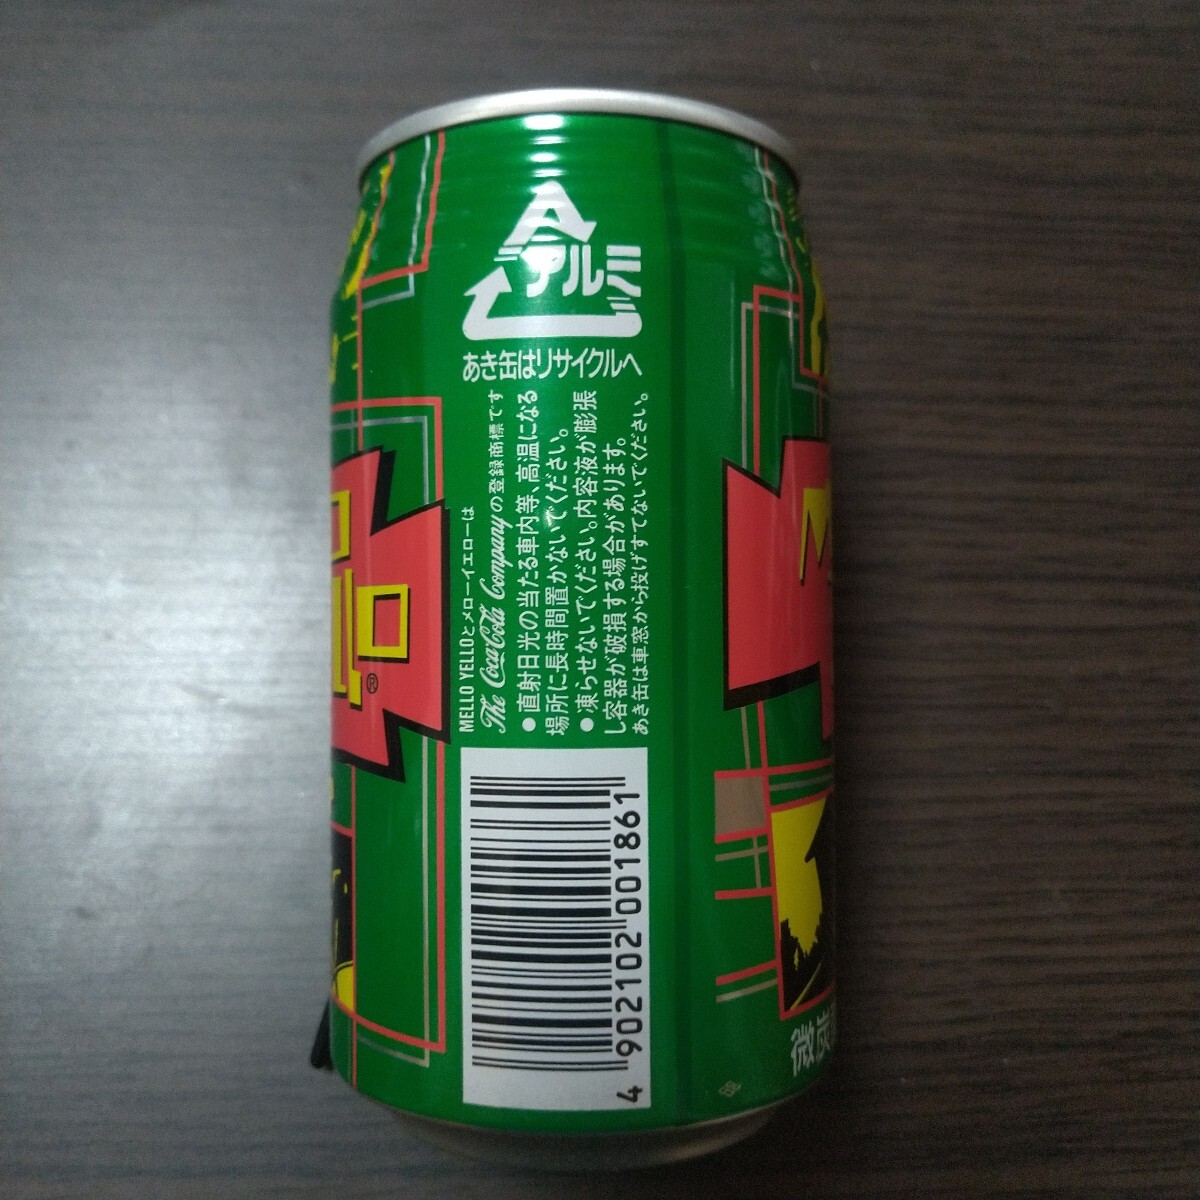 アルミ
あき缶はリサイクルへ
MELLO YELLOとメローイエローは
The Coca-Cola Companyの登録商標です
●直射日光の当たる車内等、高温になる
場所に長時間置かないでください。
●凍らせないでください。内容液が膨張
し容器が破損する場合があります。
あき缶は車窓から投げすてないでください。
4 902102 001861
®
微炭